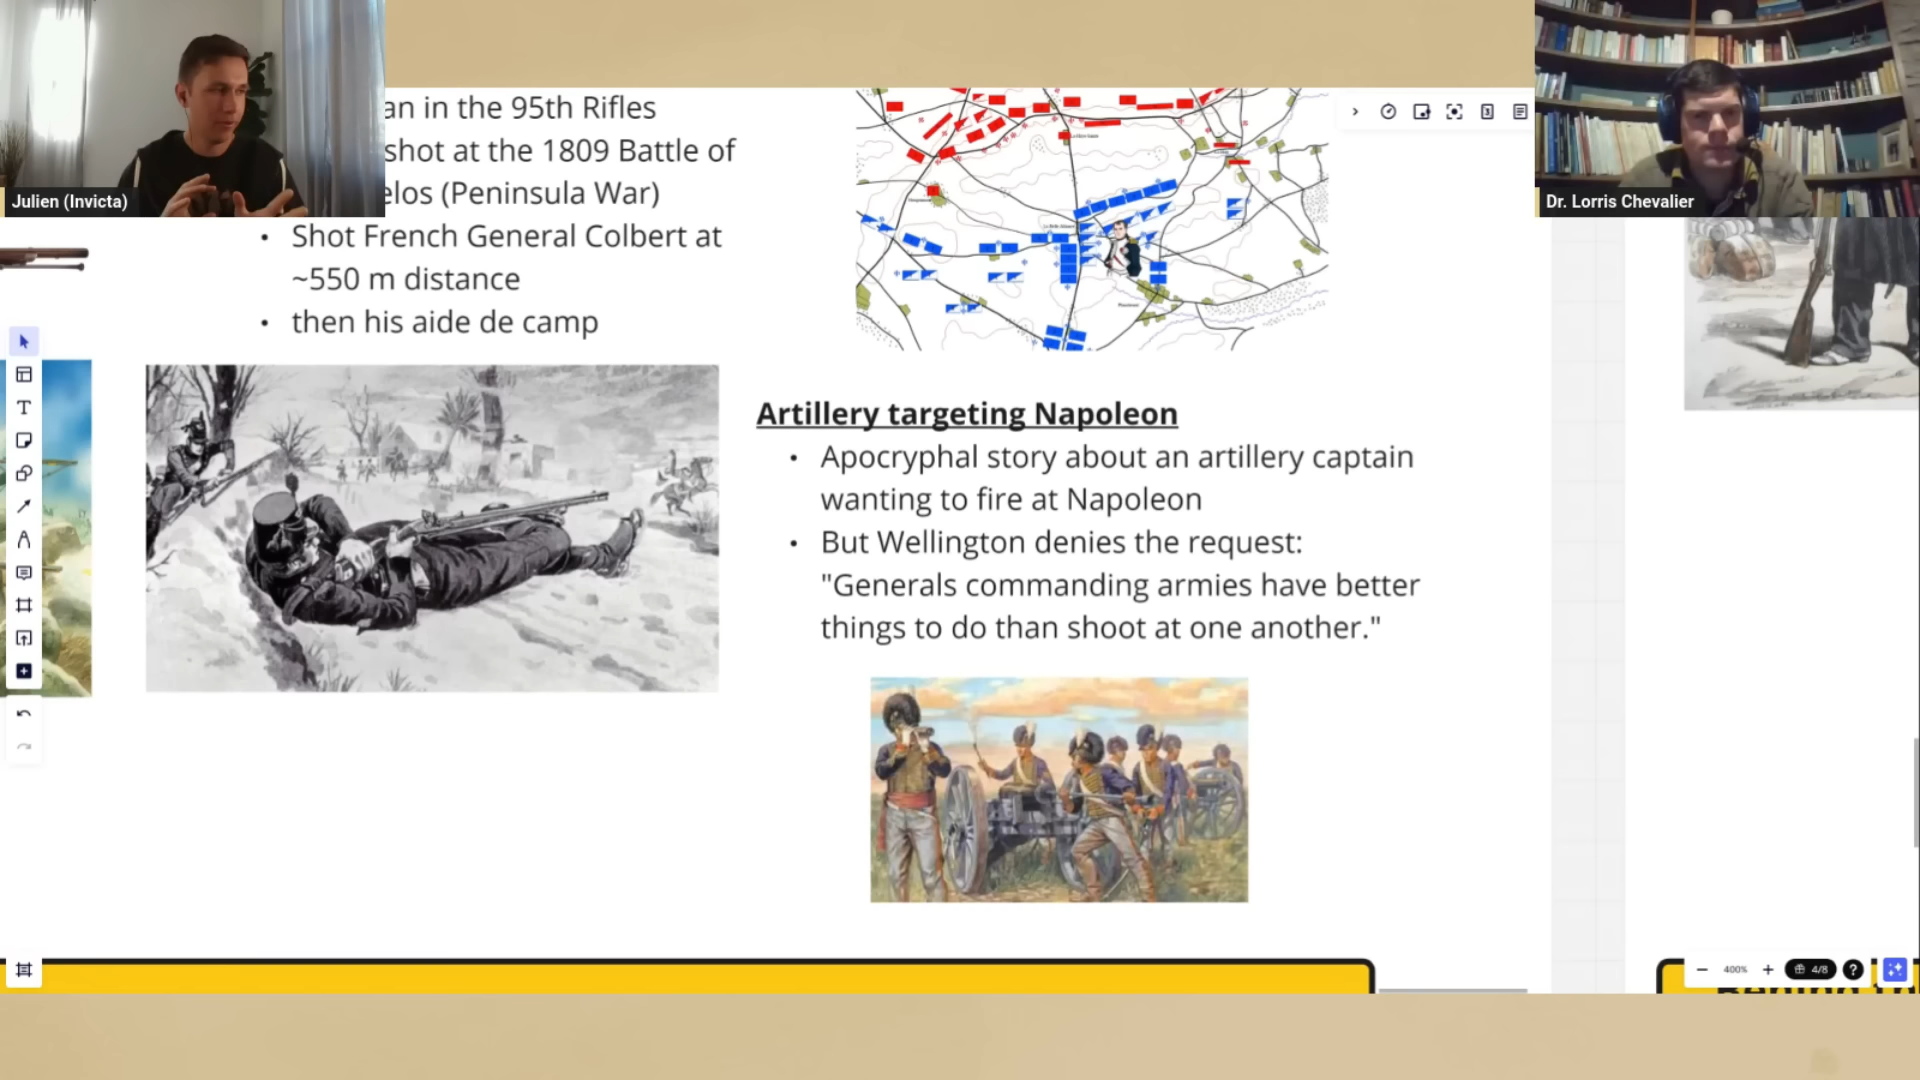 Julien (Invicta)
Dr. Lorris Chevalier
an in the 95th Rifles
shot at the 1809 Battle of
elos (Peninsula War)
• Shot French General Colbert at
~550 m distance
• then his aide de camp
Artillery targeting Napoleon
• Apocryphal story about an artillery captain
wanting to fire at Napoleon
• But Wellington denies the request:
"Generals commanding armies have better
things to do than shoot at one another."
400%
4/8